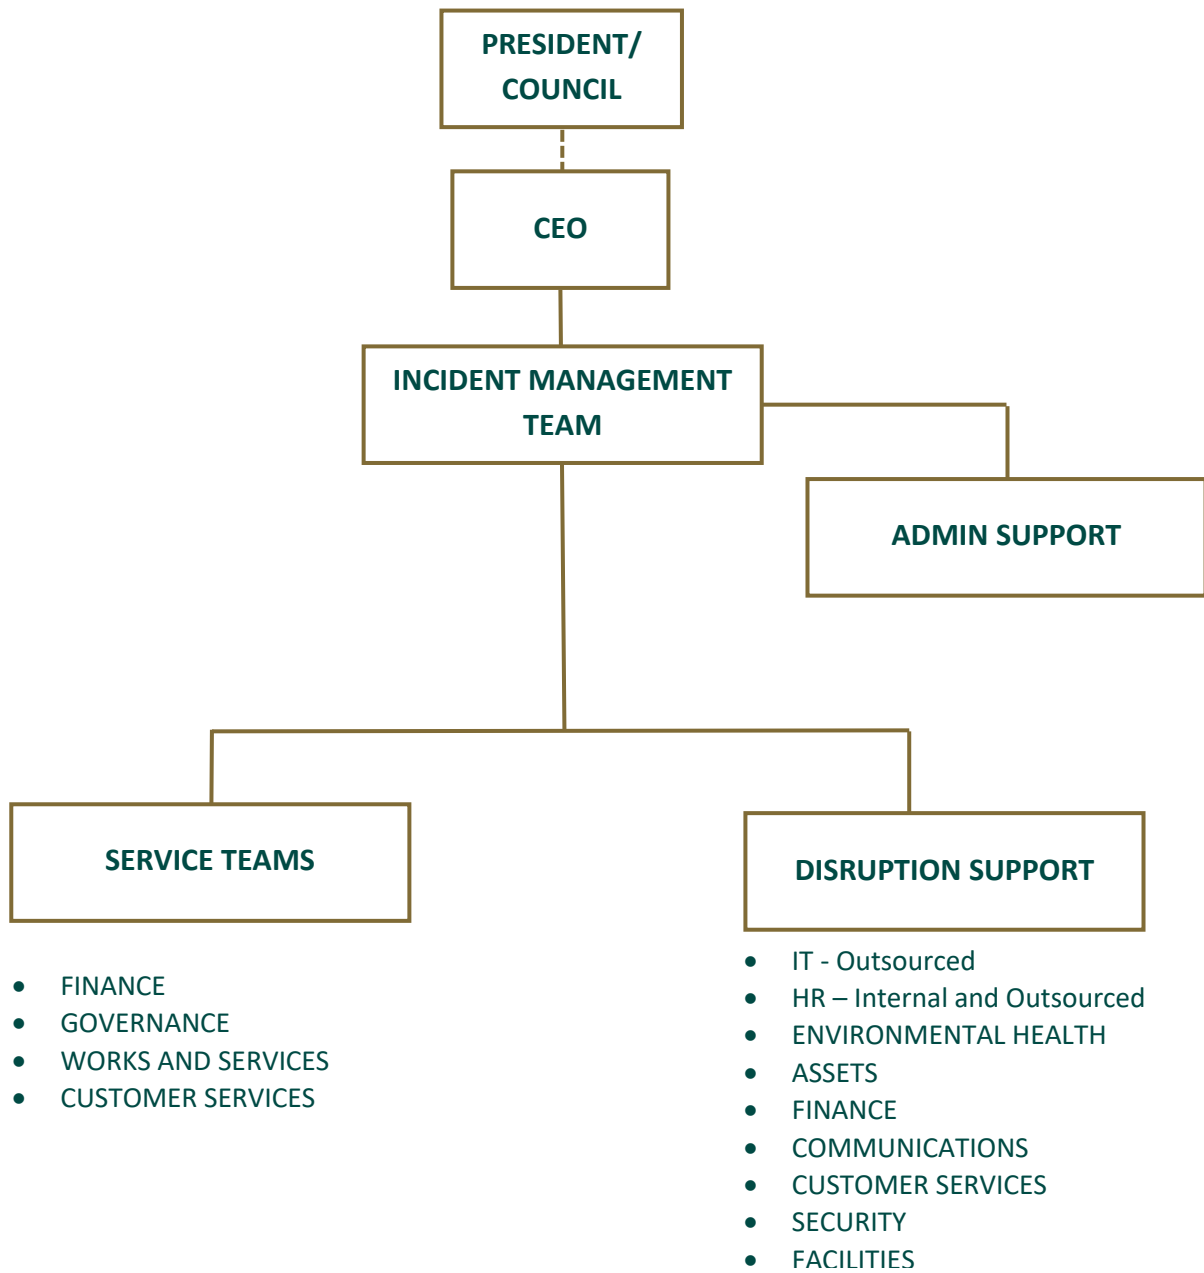 PRESIDENT/
COUNCIL
CEO
INCIDENT MANAGEMENT
TEAM
ADMIN SUPPORT
SERVICE TEAMS
• FINANCE
• GOVERNANCE
• WORKS AND SERVICES
• CUSTOMER SERVICES
DISRUPTION SUPPORT
• IT - Outsourced
• HR – Internal and Outsourced
• ENVIRONMENTAL HEALTH
• ASSETS
• FINANCE
• COMMUNICATIONS
• CUSTOMER SERVICES
• SECURITY
• FACILITIES